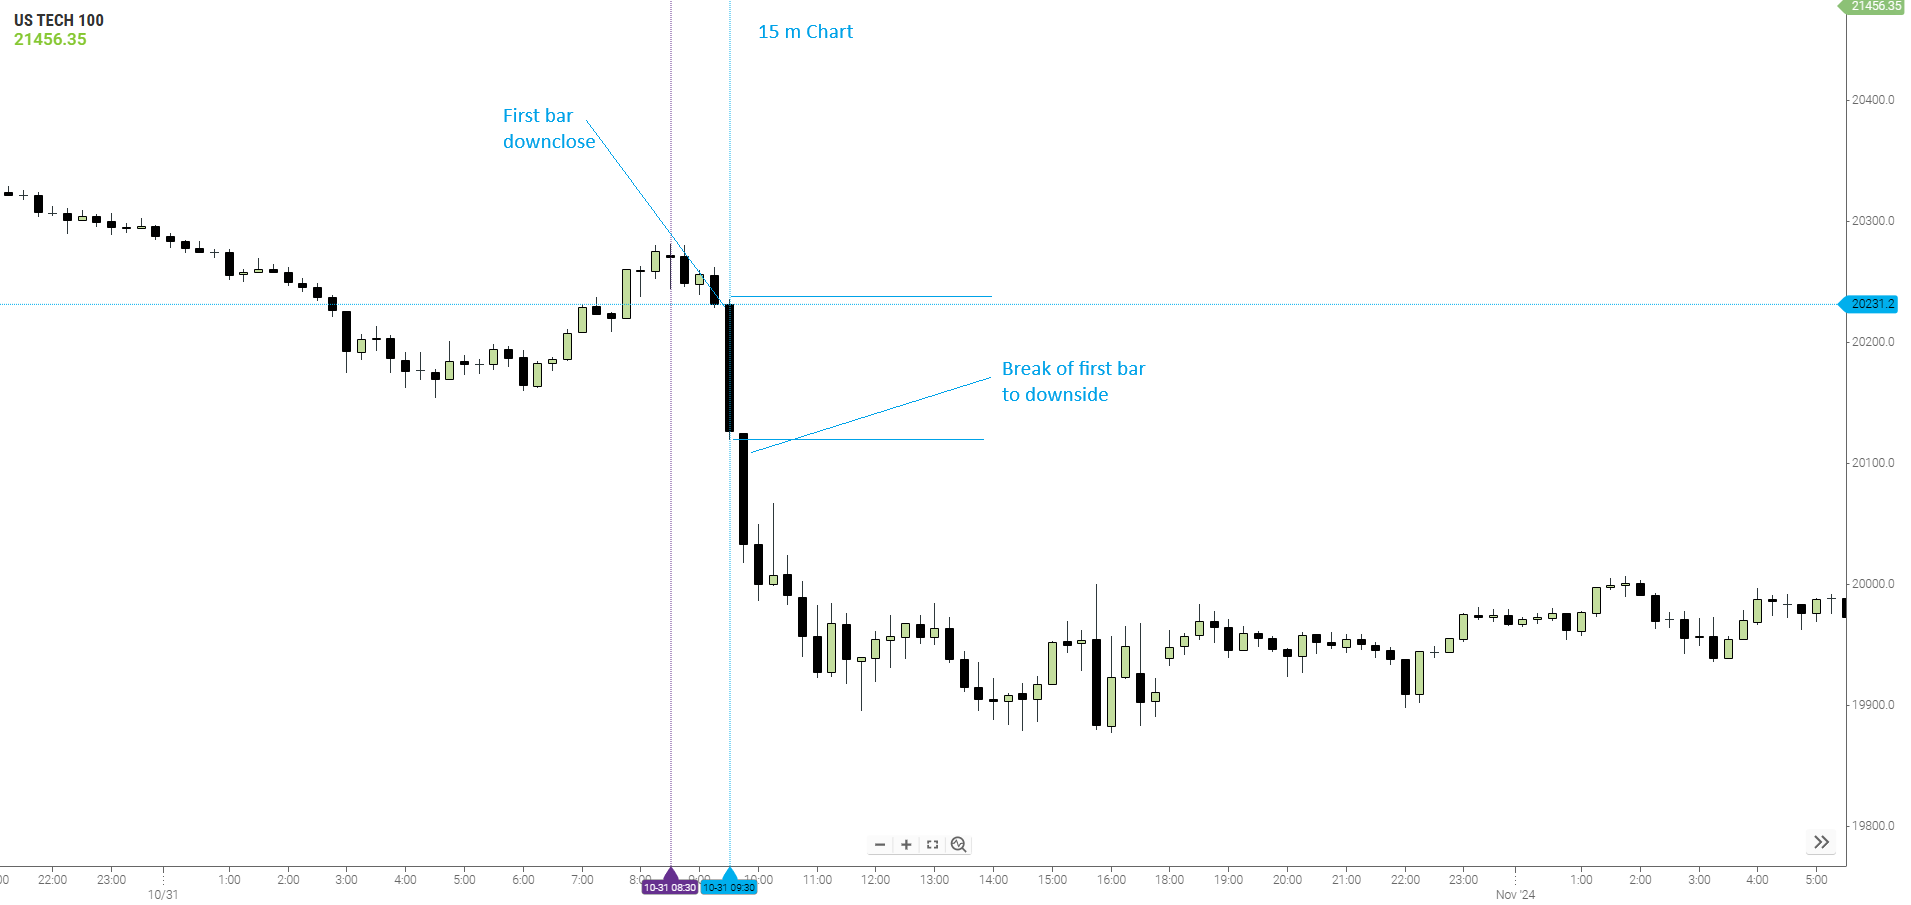 US TECH 100
21456.35
15 m Chart
21456.35
20400.0
First bar
downclose
20300.0
20231.2
20200.0
Break of first bar
to downside
20100.0
20000.0
19900.0
19800.0
22:00 23:00 1:00 2:00 3:00 4:00 5:00 6:00 7:00 8:00 9:00 10:00 11:00 12:00 13:00 14:00 15:00 16:00 17:00 18:00 19:00 20:00 21:00 22:00 23:00 1:00 2:00 3:00 4:00 5:00
10-31 08:30 10-31 09:30
10/31 Nov '24